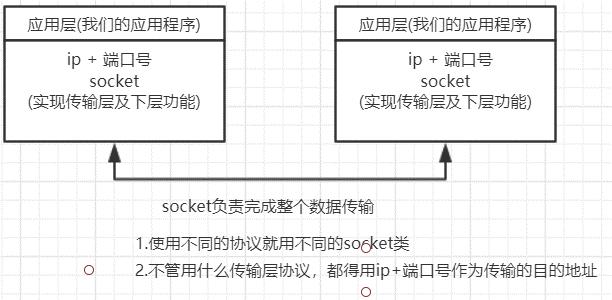 应用层(我们的应用程序)
ip + 端口号
socket
(实现传输层及下层功能)
应用层(我们的应用程序)
ip + 端口号
socket
(实现传输层及下层功能)
socket负责完成整个数据传输
1.使用不同的协议就用不同的socket类
2.不管用什么传输层协议，都得用ip+端口号作为传输的目的地址